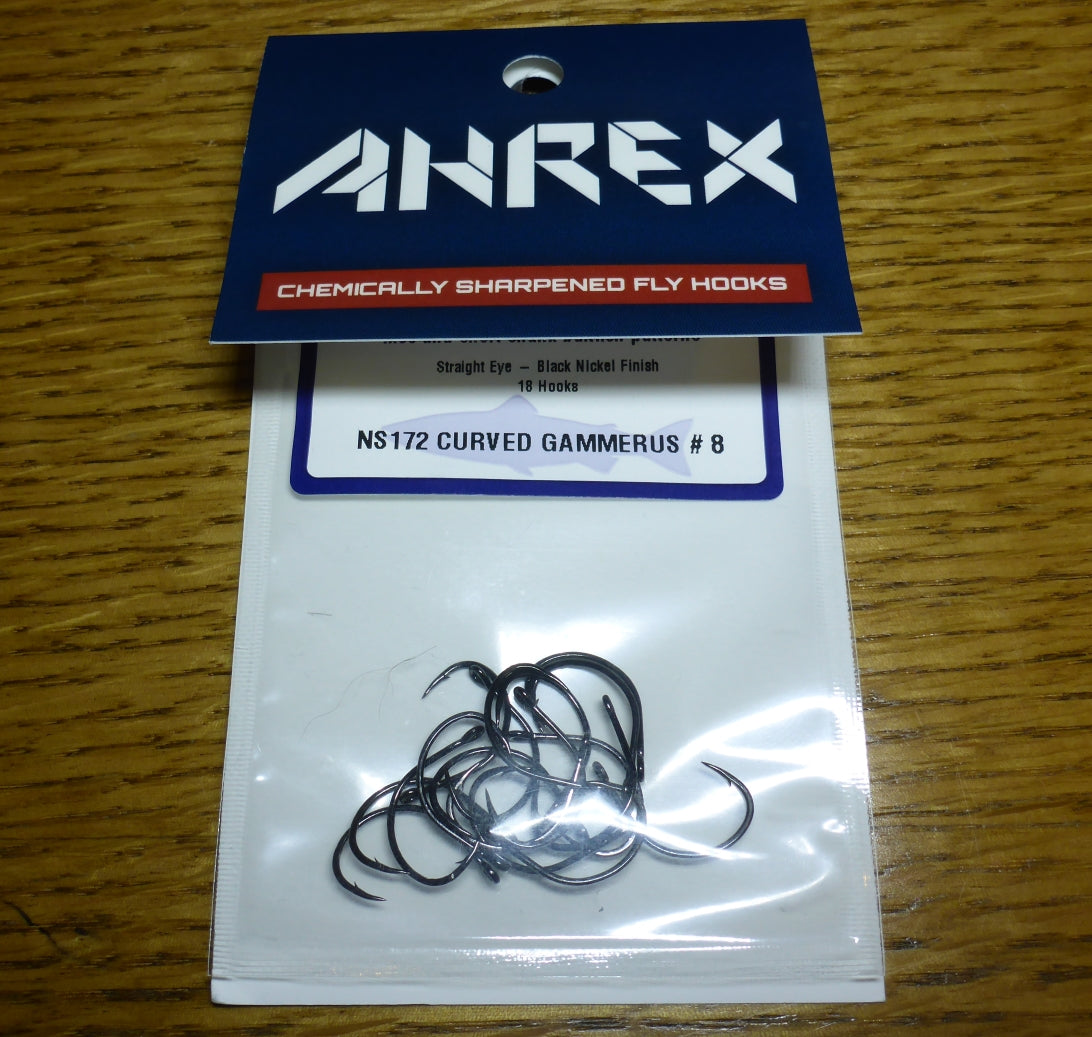 AHREX
CHEMICALLY SHARPENED FLY HOOKS
Straight Eye – Black Nickel Finish
18 Hooks
NS172 CURVED GAMMERUS # 8